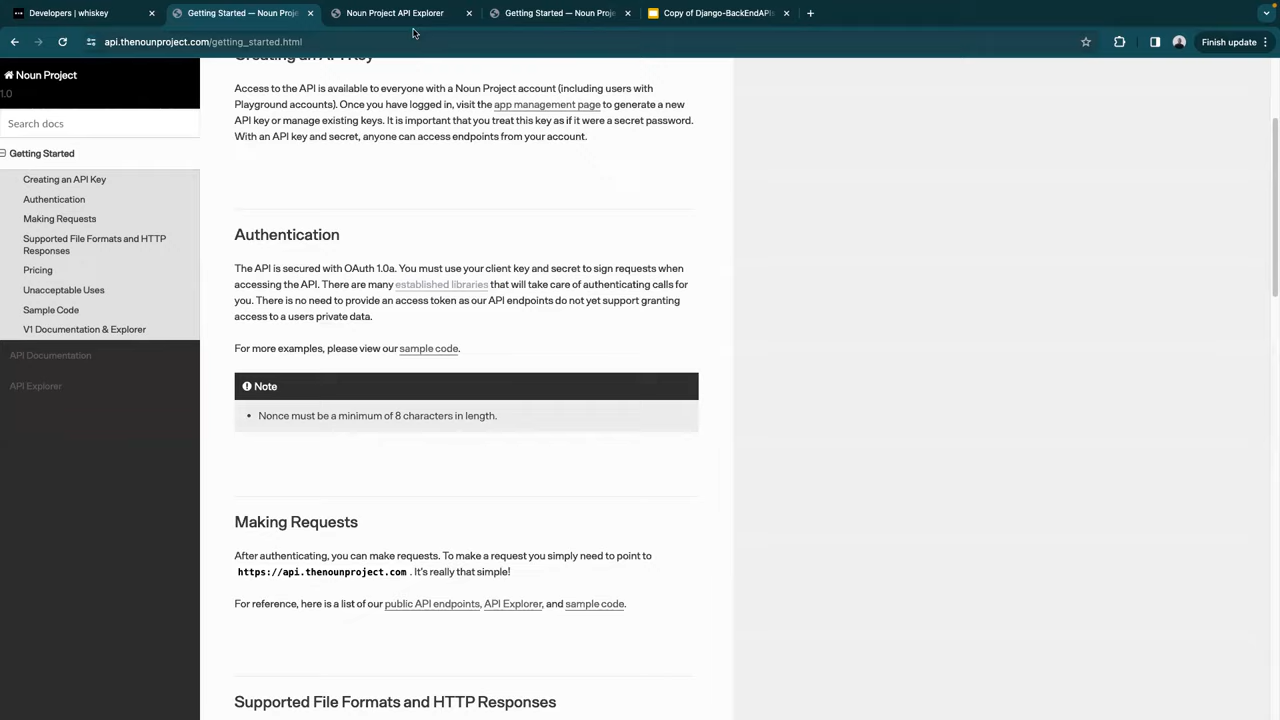 Developers | whiskey
Getting Started — Noun Proje
Noun Project API Explorer
Getting Started — Noun Proje
Copy of Django-BackEndAPIs
api.thenounproject.com/getting_started.html
Finish update
Noun Project
1.0
Search docs
Getting Started
Creating an API Key
Authentication
Making Requests
Supported File Formats and HTTP
Responses
Pricing
Unacceptable Uses
Sample Code
V1 Documentation & Explorer
API Documentation
API Explorer
Creating an API Key
Access to the API is available to everyone with a Noun Project account (including users with
Playground accounts). Once you have logged in, visit the app management page to generate a new
API key or manage existing keys. It is important that you treat this key as if it were a secret password.
With an API key and secret, anyone can access endpoints from your account.
Authentication
The API is secured with OAuth 1.0a. You must use your client key and secret to sign requests when
accessing the API. There are many established libraries that will take care of authenticating calls for
you. There is no need to provide an access token as our API endpoints do not yet support granting
access to a users private data.
For more examples, please view our sample code.
Note
• Nonce must be a minimum of 8 characters in length.
Making Requests
After authenticating, you can make requests. To make a request you simply need to point to
https://api.thenounproject.com . It's really that simple!
For reference, here is a list of our public API endpoints, API Explorer, and sample code.
Supported File Formats and HTTP Responses